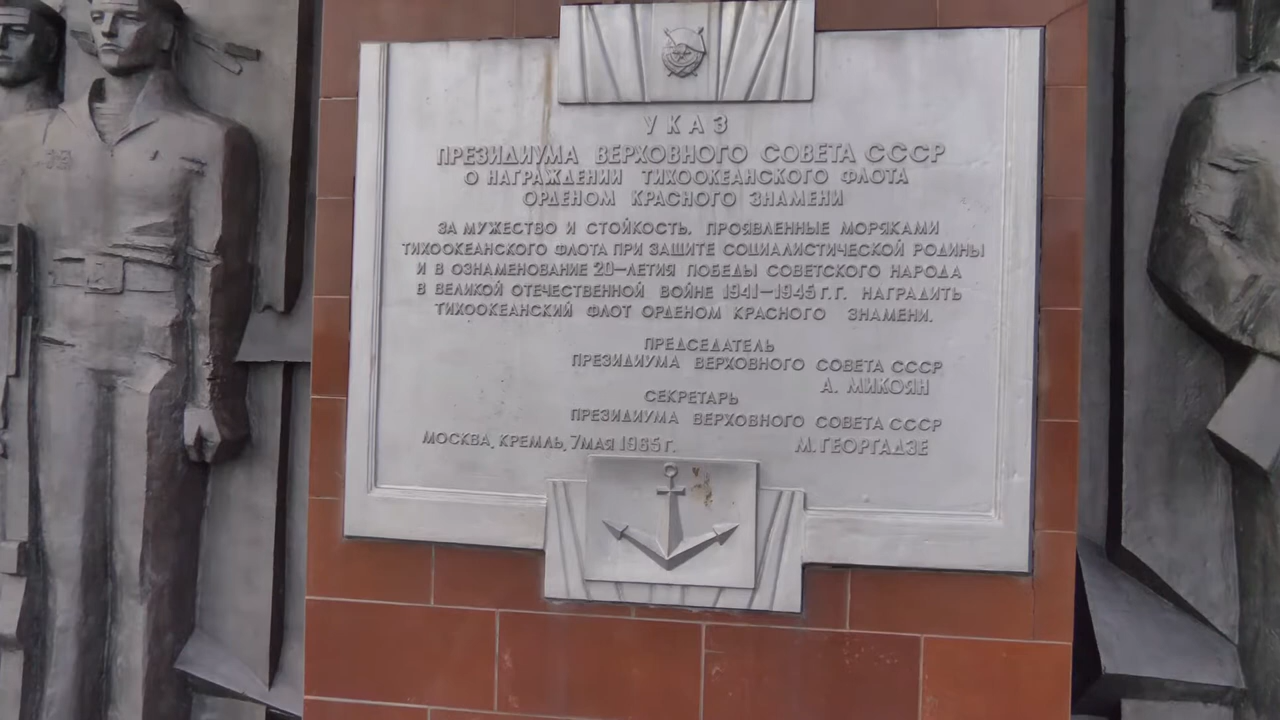 УКАЗ
ПРЕЗИДИУМА ВЕРХОВНОГО СОВЕТА СССР
О НАГРАЖДЕНИИ ТИХООКЕАНСКОГО ФЛОТА
ОРДЕНОМ КРАСНОГО ЗНАМЕНИ
ЗА МУЖЕСТВО И СТОЙКОСТЬ, ПРОЯВЛЕННЫЕ МОРЯКАМИ
ТИХООКЕАНСКОГО ФЛОТА ПРИ ЗАЩИТЕ СОЦИАЛИСТИЧЕСКОЙ РОДИНЫ
И В ОЗНАМЕНОВАНИЕ 20-ЛЕТИЯ ПОБЕДЫ СОВЕТСКОГО НАРОДА
В ВЕЛИКОЙ ОТЕЧЕСТВЕННОЙ ВОЙНЕ 1941-1945 Г.Г. НАГРАДИТЬ
ТИХООКЕАНСКИЙ ФЛОТ ОРДЕНОМ КРАСНОГО ЗНАМЕНИ.
ПРЕДСЕДАТЕЛЬ
ПРЕЗИДИУМА ВЕРХОВНОГО СОВЕТА СССР
А. МИКОЯН
СЕКРЕТАРЬ
ПРЕЗИДИУМА ВЕРХОВНОГО СОВЕТА СССР
МОСКВА, КРЕМЛЬ, 7 МАЯ 1965 Г. М. ГЕОРГАДЗЕ